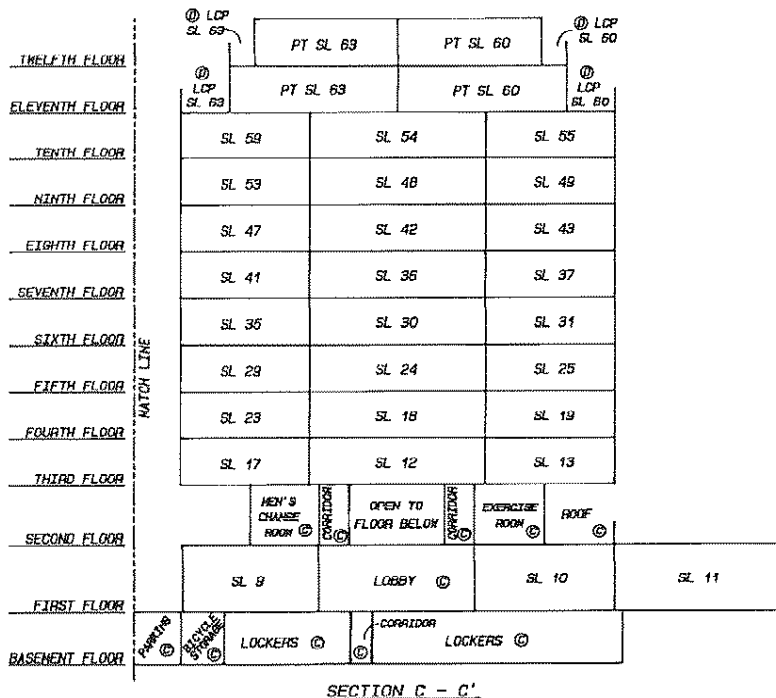 Ⓓ LCP
SL 63
PT SL 63
PT SL 60
Ⓓ LCP
SL 60
TWELFTH FLOOR
Ⓓ
LCP
SL 63
PT SL 63
PT SL 60
Ⓓ
LCP
SL 60
ELEVENTH FLOOR
SL 59
SL 54
SL 55
TENTH FLOOR
SL 53
SL 48
SL 49
NINTH FLOOR
SL 47
SL 42
SL 43
EIGHTH FLOOR
SL 41
SL 36
SL 37
SEVENTH FLOOR
SL 35
SL 30
SL 31
SIXTH FLOOR
MATCH LINE
SL 29
SL 24
SL 25
FIFTH FLOOR
SL 23
SL 18
SL 19
FOURTH FLOOR
SL 17
SL 12
SL 13
THIRD FLOOR
MEN'S
CHANGE
ROOM Ⓒ
CORRIDOR
Ⓒ
OPEN TO
FLOOR BELOW
CORRIDOR
Ⓒ
EXERCISE
ROOM Ⓒ
ROOF
Ⓒ
SECOND FLOOR
SL 9
LOBBY Ⓒ
SL 10
SL 11
FIRST FLOOR
PARKING
Ⓒ
BICYCLE
STORAGE
Ⓒ
LOCKERS Ⓒ
CORRIDOR
Ⓒ
LOCKERS Ⓒ
BASEMENT FLOOR
SECTION C - C'